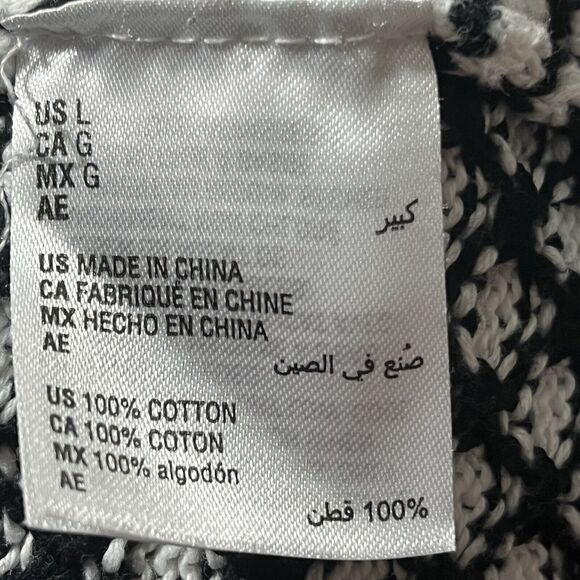 US L
CA G
MX G
AE كبير
US MADE IN CHINA
CA FABRIQUÉ EN CHINE
MX HECHO EN CHINA
AE صُنع في الصين
US 100% COTTON
CA 100% COTON
MX 100% algodón
AE 100% قطن